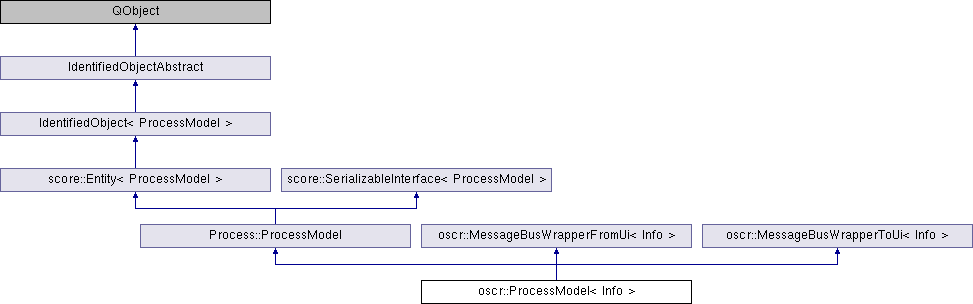 QObject
IdentifiedObjectAbstract
IdentifiedObject< ProcessModel >
score::Entity< ProcessModel >
score::SerializableInterface< ProcessModel >
Process::ProcessModel
oscr::MessageBusWrapperFromUi< Info >
oscr::MessageBusWrapperToUi< Info >
oscr::ProcessModel< Info >